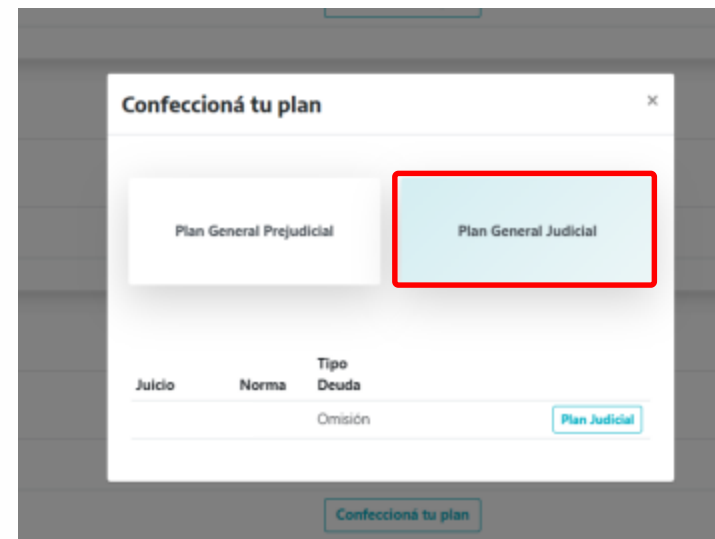 Confeccioná tu plan ×
Plan General Prejudicial
Plan General Judicial
Juicio Norma Tipo Deuda
Omisión Plan Judicial
Confeccioná tu plan